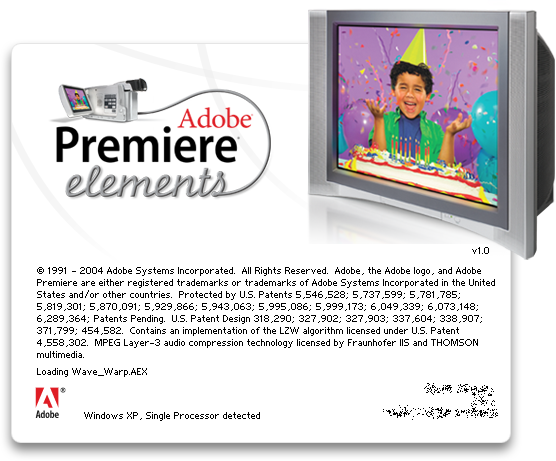 Adobe®
Premiere®
elements
v1.0
© 1991 - 2004 Adobe Systems Incorporated. All Rights Reserved. Adobe, the Adobe logo, and Adobe
Premiere are either registered trademarks or trademarks of Adobe Systems Incorporated in the United
States and/or other countries. Protected by U.S. Patents 5,546,528; 5,737,599; 5,781,785;
5,819,301; 5,870,091; 5,929,866; 5,943,063; 5,995,086; 5,999,173; 6,049,339; 6,073,148;
6,289,364; Patents Pending. U.S. Patent Design 318,290; 327,902; 327,903; 337,604; 338,907;
371,799; 454,582. Contains an implementation of the LZW algorithm licensed under U.S. Patent
4,558,302. MPEG Layer-3 audio compression technology licensed by Fraunhofer IIS and THOMSON
multimedia.
Loading Wave_Warp.AEX
Adobe®
Windows XP, Single Processor detected